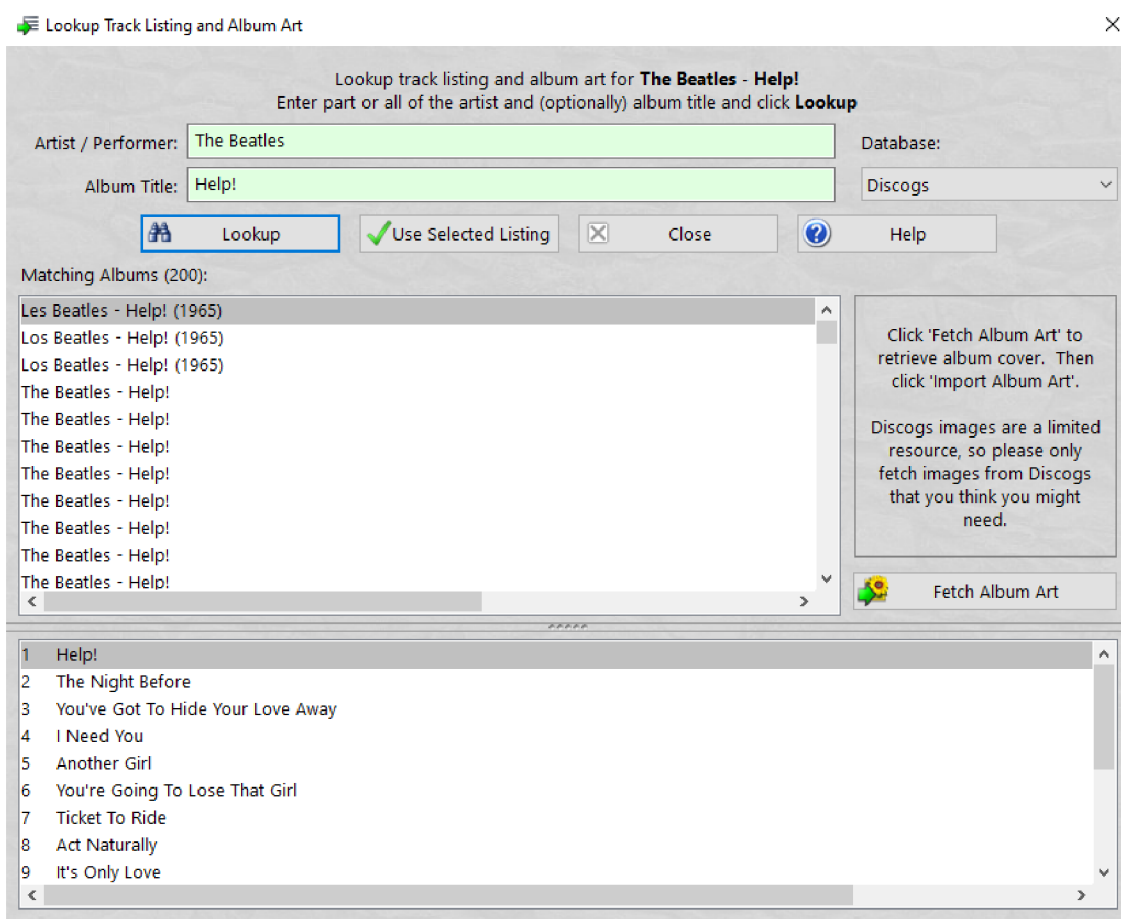 Lookup Track Listing and Album Art
Lookup track listing and album art for The Beatles - Help!
Enter part or all of the artist and (optionally) album title and click Lookup
Artist / Performer: The Beatles
Database:
Album Title: Help!
Discogs
Lookup
Use Selected Listing
Close
Help
Matching Albums (200):
Les Beatles - Help! (1965)
Los Beatles - Help! (1965)
Los Beatles - Help! (1965)
The Beatles - Help!
The Beatles - Help!
The Beatles - Help!
The Beatles - Help!
The Beatles - Help!
The Beatles - Help!
The Beatles - Help!
The Beatles - Help!
Click 'Fetch Album Art' to
retrieve album cover. Then
click 'Import Album Art'.
Discogs images are a limited
resource, so please only
fetch images from Discogs
that you think you might
need.
Fetch Album Art
1 Help!
2 The Night Before
3 You've Got To Hide Your Love Away
4 I Need You
5 Another Girl
6 You're Going To Lose That Girl
7 Ticket To Ride
8 Act Naturally
9 It's Only Love